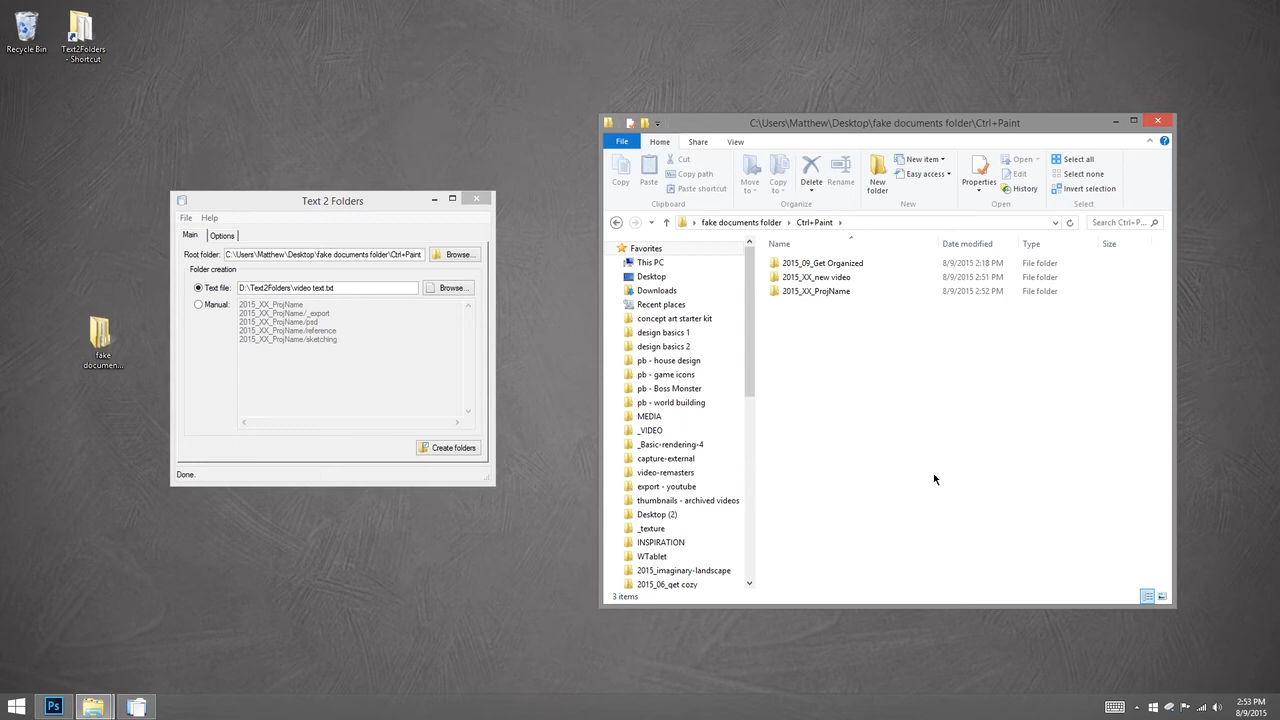 Recycle Bin
Text2Folders
- Shortcut
fake
documen...
Text 2 Folders
File Help
Main Options
Root folder: C:\Users\Matthew\Desktop\fake documents folder\Ctrl+Paint Browse...
Folder creation
Text file: D:\Text2Folders\video text.txt Browse...
Manual: 2015_XX_ProjName
2015_XX_ProjName/_export
2015_XX_ProjName/psd
2015_XX_ProjName/reference
2015_XX_ProjName/sketching
Create folders
Done.
C:\Users\Matthew\Desktop\fake documents folder\Ctrl+Paint
File Home Share View
Copy
Paste
Cut
Copy path
Paste shortcut
Clipboard
Move to
Copy to
Delete
Rename
Organize
New folder
New item
Easy access
New
Properties
Open
Edit
History
Open
Select all
Select none
Invert selection
Select
fake documents folder Ctrl+Paint Search Ctrl+P...
Name Date modified Type Size
2015_09_Get Organized 8/9/2015 2:18 PM File folder
2015_XX_new video 8/9/2015 2:51 PM File folder
2015_XX_ProjName 8/9/2015 2:52 PM File folder
Favorites
This PC
Desktop
Downloads
Recent places
concept art starter kit
design basics 1
design basics 2
pb - house design
pb - game icons
pb - Boss Monster
pb - world building
MEDIA
_VIDEO
_Basic-rendering-4
capture-external
video-remasters
export - youtube
thumbnails - archived videos
Desktop (2)
_texture
INSPIRATION
WTablet
2015_imaginary-landscape
2015_06_get cozy
3 items
Ps
2:53 PM
8/9/2015